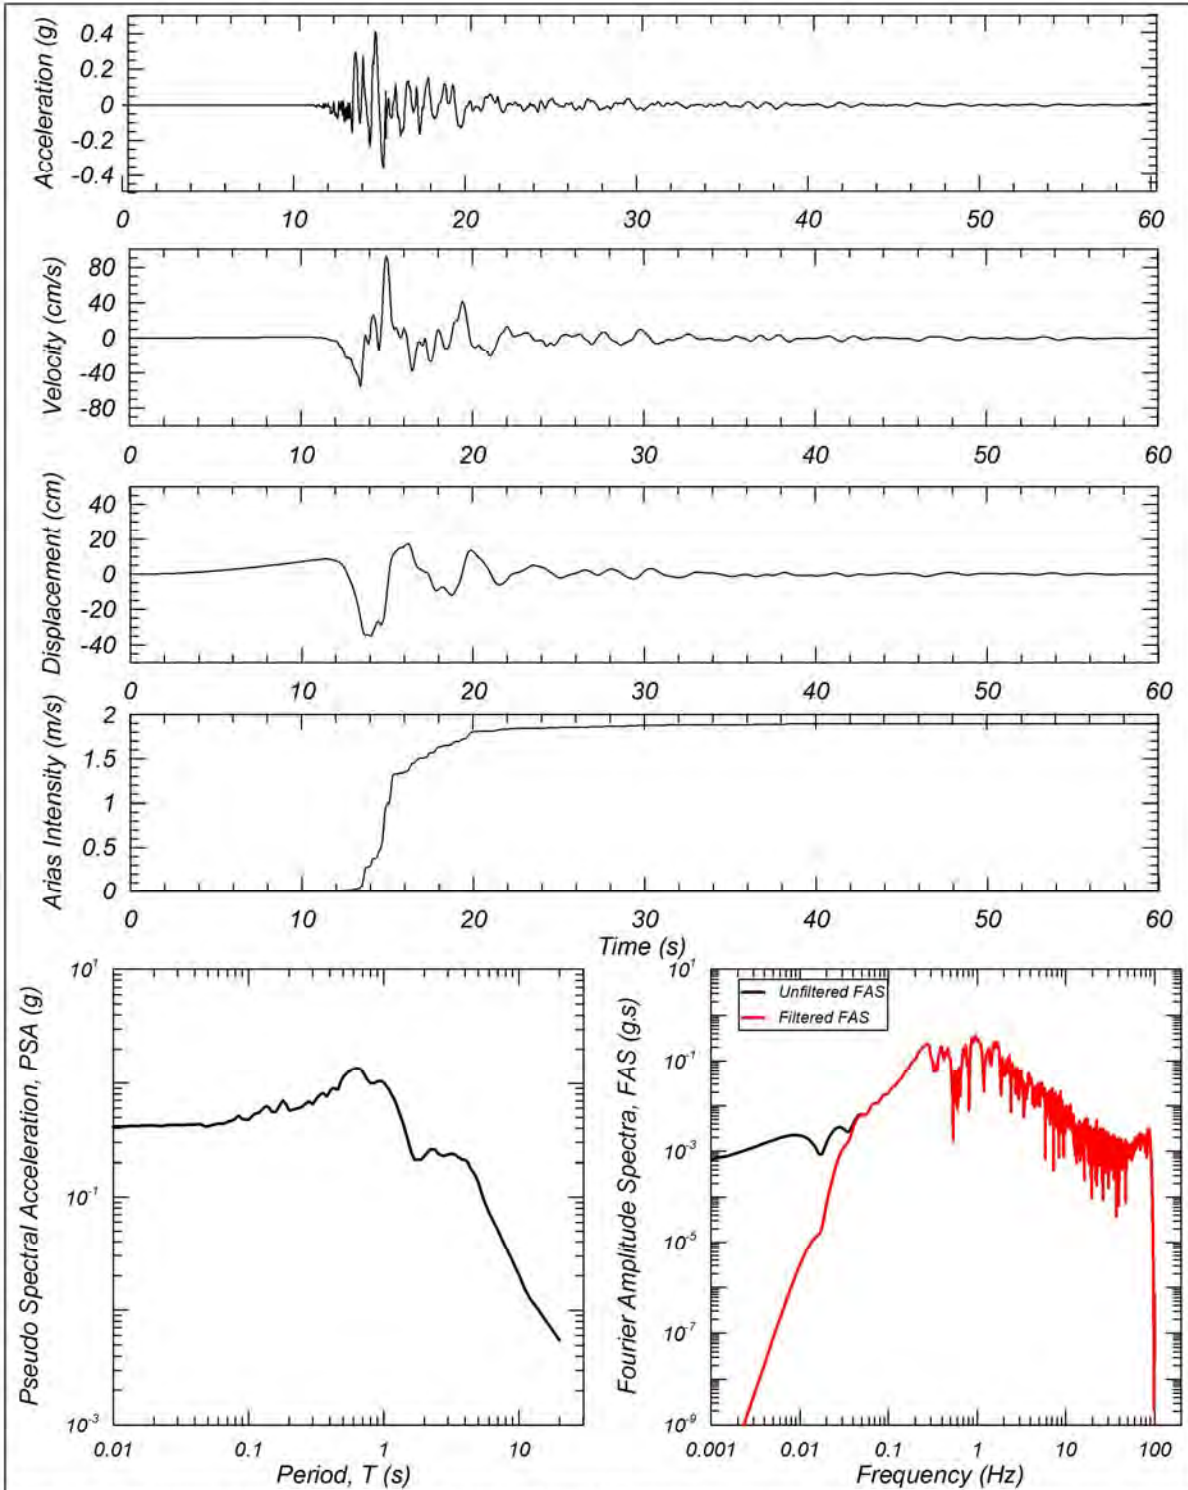 Acceleration (g)
0.4
0.2
0
-0.2
-0.4
0 10 20 30 40 50 60
Velocity (cm/s)
80
40
0
-40
-80
0 10 20 30 40 50 60
Displacement (cm)
40
20
0
-20
-40
0 10 20 30 40 50 60
Arias Intensity (m/s)
2
1.5
1
0.5
0
0 10 20 30 40 50 60
Time (s)
Pseudo Spectral Acceleration, PSA (g)
10¹
10⁻¹
10⁻³
0.01 0.1 1 10
Period, T (s)
Fourier Amplitude Spectra, FAS (g.s)
10¹
10⁻¹
10⁻³
10⁻⁵
10⁻⁷
10⁻⁹
Unfiltered FAS
Filtered FAS
0.001 0.01 0.1 1 10 100
Frequency (Hz)